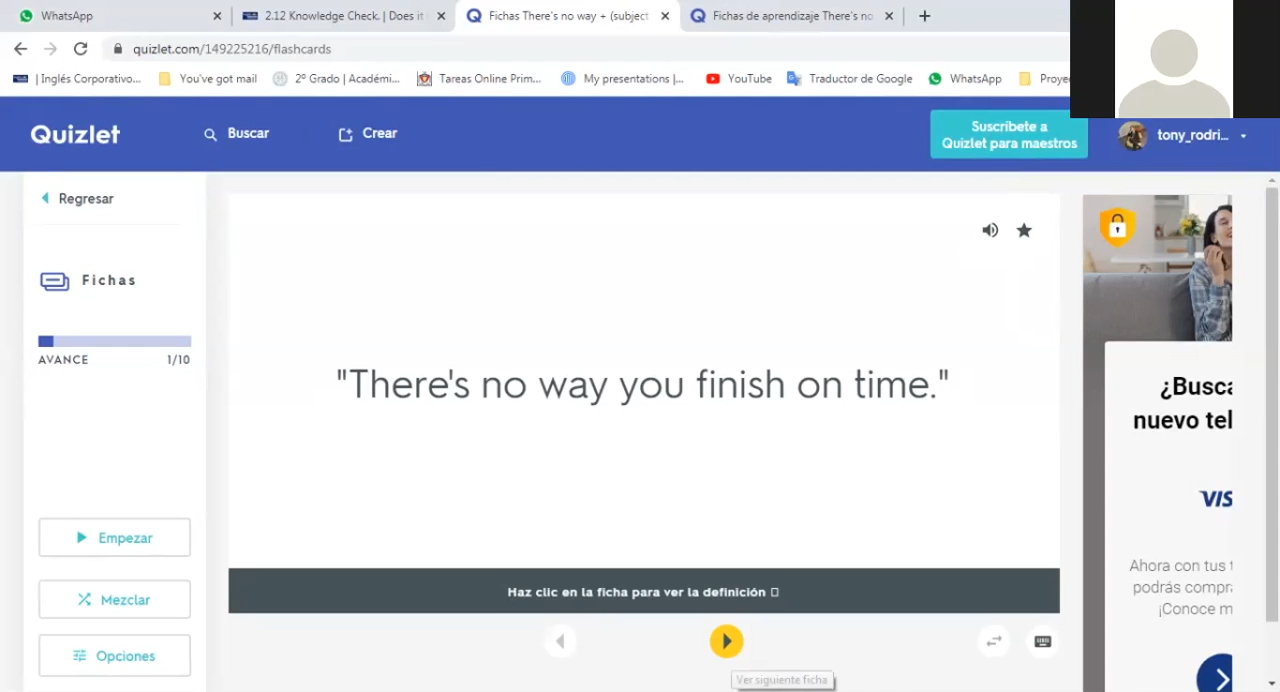 WhatsApp
2.12 Knowledge Check. | Does it
Fichas There's no way + (subject
Fichas de aprendizaje There's no
quizlet.com/149225216/flashcards
| Inglés Corporativo...
You've got mail
2º Grado | Académi...
Tareas Online Prim...
My presentations |...
YouTube
Traductor de Google
WhatsApp
Proye
Quizlet
Buscar
Crear
Suscríbete a
Quizlet para maestros
tony_rodri...
Regresar
Fichas
AVANCE 1/10
Empezar
Mezclar
Opciones
"There's no way you finish on time."
Haz clic en la ficha para ver la definición
Ver siguiente ficha
¿Busca
nuevo tel
VIS
Ahora con tus t
podrás compra
¡Conoce m